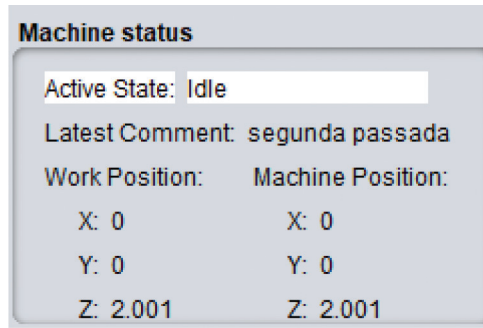 Machine status
Active State: Idle
Latest Comment: segunda passada
Work Position: Machine Position:
X: 0 X: 0
Y: 0 Y: 0
Z: 2.001 Z: 2.001